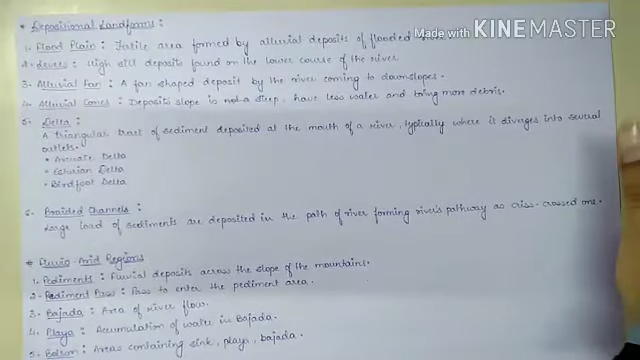 Made with KINEMASTER
* Depositional Landforms :
1. Flood Plain : Fertile area formed by alluvial deposits of flooded
2. Levees : High silt deposits found on the lower course of the river
3. Alluvial Fan : A fan shaped deposit by the river coming to downslopes.
4. Alluvial Cones : Deposits slope is not a steep, have less water and bring more debris.
5. Delta :
A triangular tract of sediment deposited at the mouth of a river, typically where it diverges into several
outlets.
• Arcuate Delta
• Esturian Delta
• Birdfoot Delta
6. Braided Channels :
Large load of sediments are deposited in the path of river forming river's pathway as criss-crossed one.
* Fluvio-Arid Regions
1. Pediments : Fluvial deposits across the slope of the mountains.
2. Pediment Pass : Pass to enter the pediment area.
3. Bajada : Area of river flow.
4. Playa : Accumulation of water in Bajada.
5. Bolson : Areas containing sink, playa, bajada.